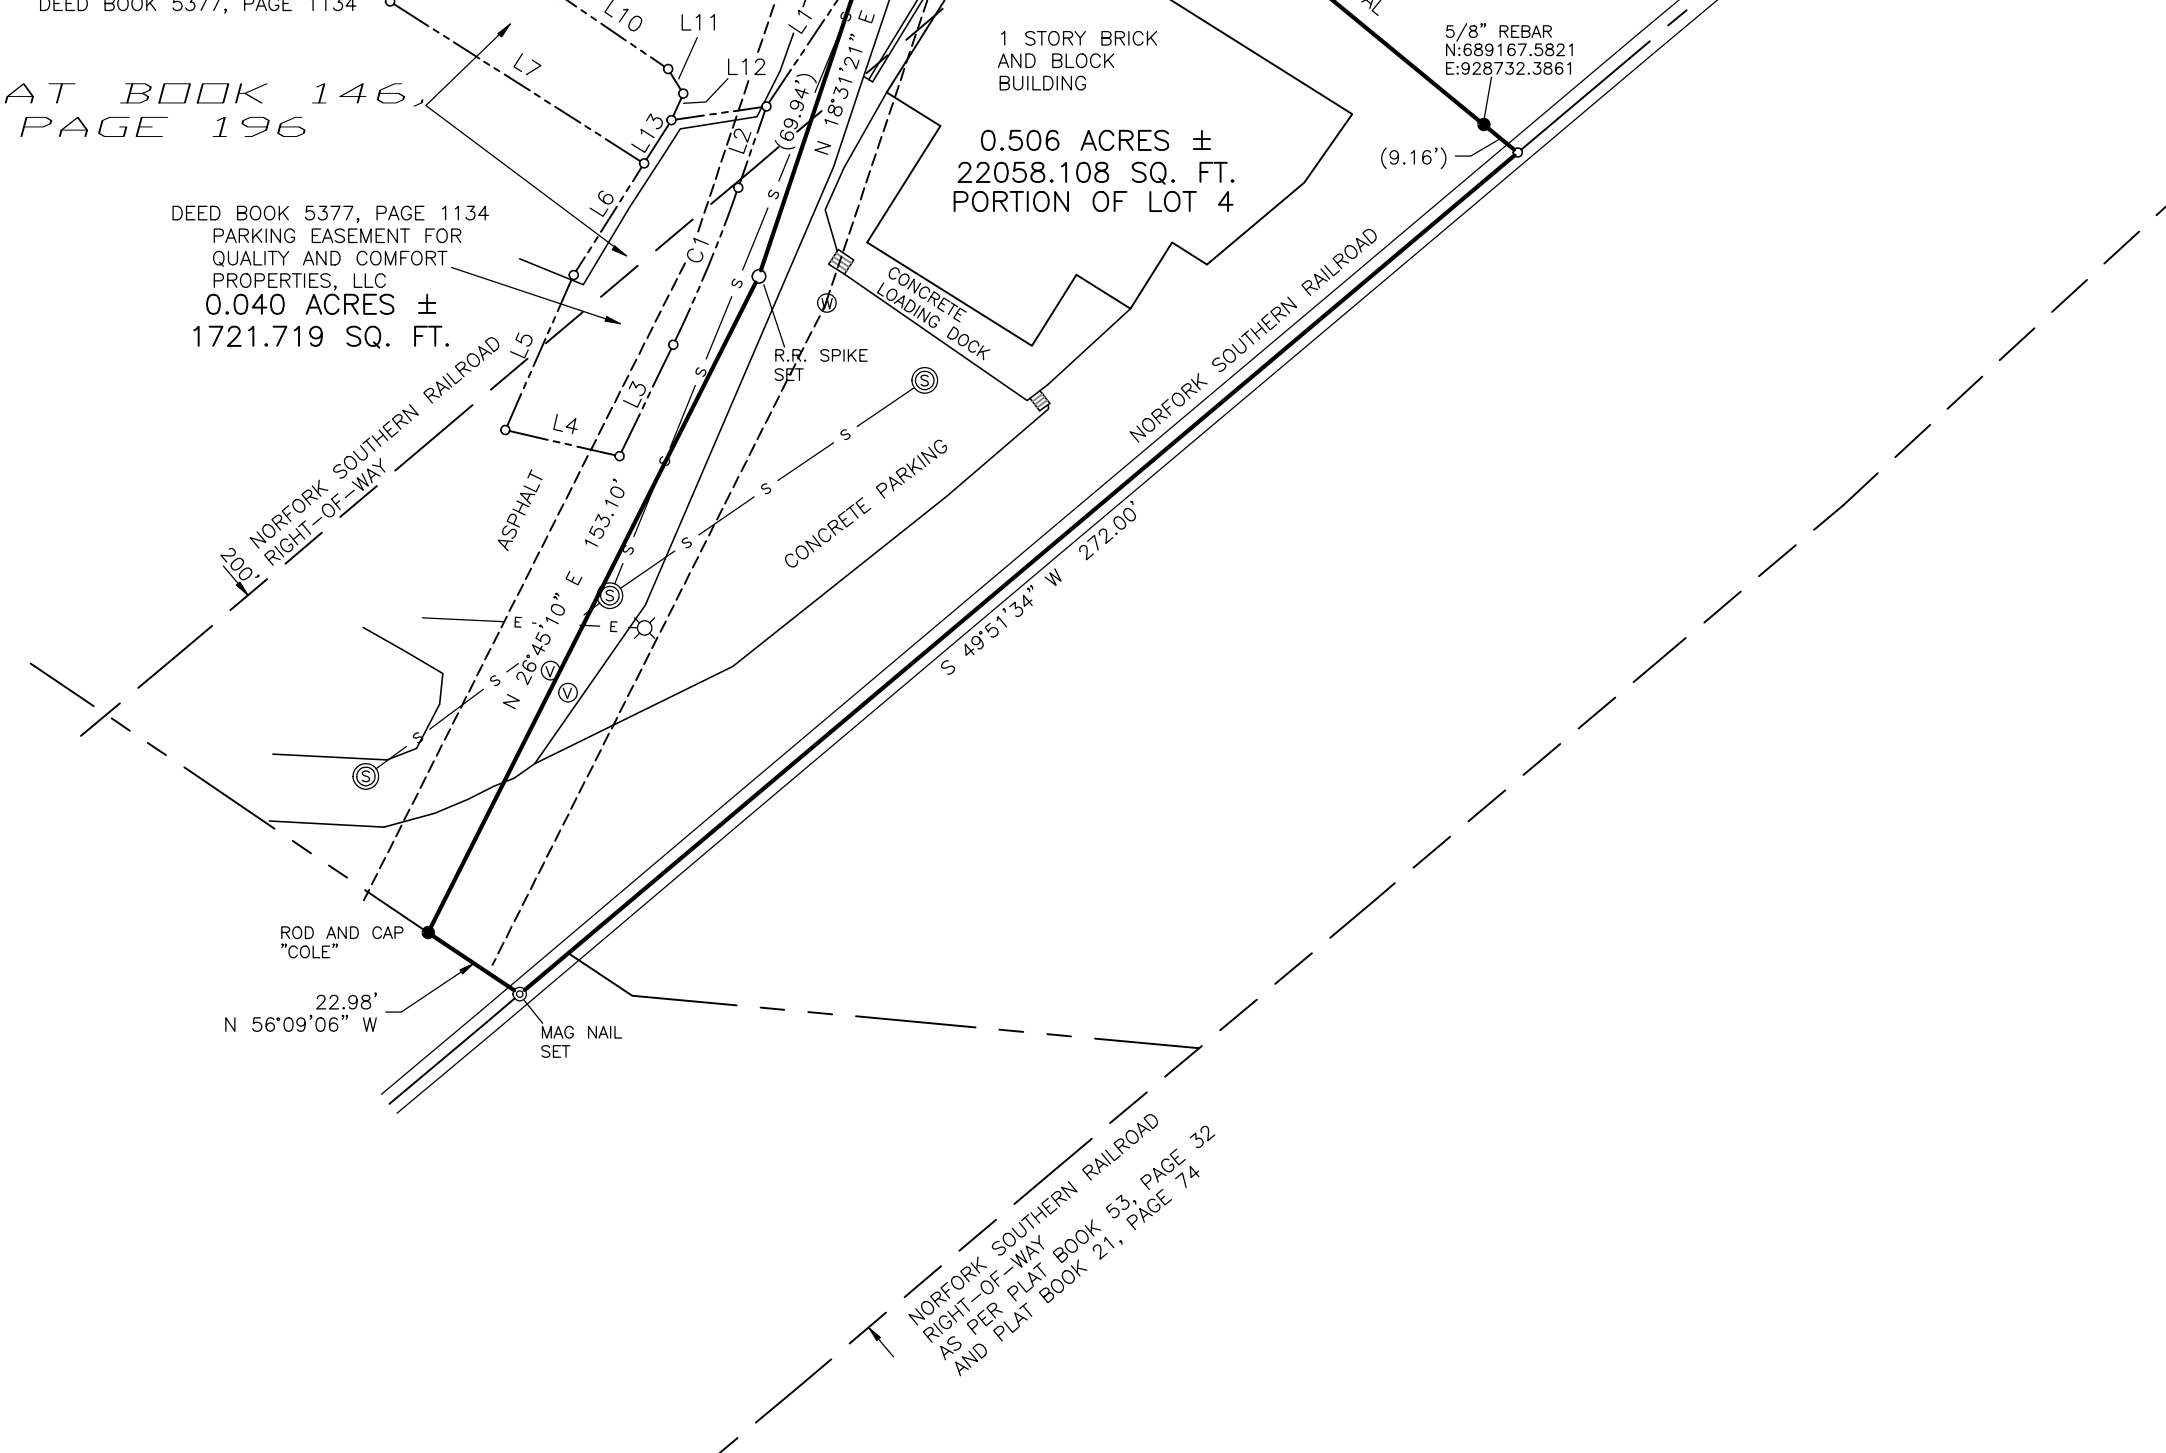 DEED BOOK 5377, PAGE 1134
L10
L11
L12
L7
L1
AT BOOK 146,
PAGE 196
L13
L2
(69.94')
N 18°31'21" E
S
1 STORY BRICK
AND BLOCK
BUILDING
0.506 ACRES ±
22058.108 SQ. FT.
PORTION OF LOT 4
AL
5/8" REBAR
N:689167.5821
E:928732.3861
(9.16')
DEED BOOK 5377, PAGE 1134
PARKING EASEMENT FOR
QUALITY AND COMFORT
PROPERTIES, LLC
0.040 ACRES ±
1721.719 SQ. FT.
L6
C1
S
S
W
CONCRETE
LOADING DOCK
R.R. SPIKE
SET
L5
L3
L4
S
S
S
S
S
S
S
NORFORK SOUTHERN RAILROAD
200' NORFORK SOUTHERN RAILROAD
RIGHT-OF-WAY
ASPHALT
153.10'
N 26°45'10" E
CONCRETE PARKING
S
E
E
V
V
S
S
S
S 49°51'34" W 272.00'
ROD AND CAP
"COLE"
22.98'
N 56°09'06" W
MAG NAIL
SET
NORFORK SOUTHERN RAILROAD
RIGHT-OF-WAY
AS PER PLAT BOOK 53, PAGE 32
AND PLAT BOOK 21, PAGE 74